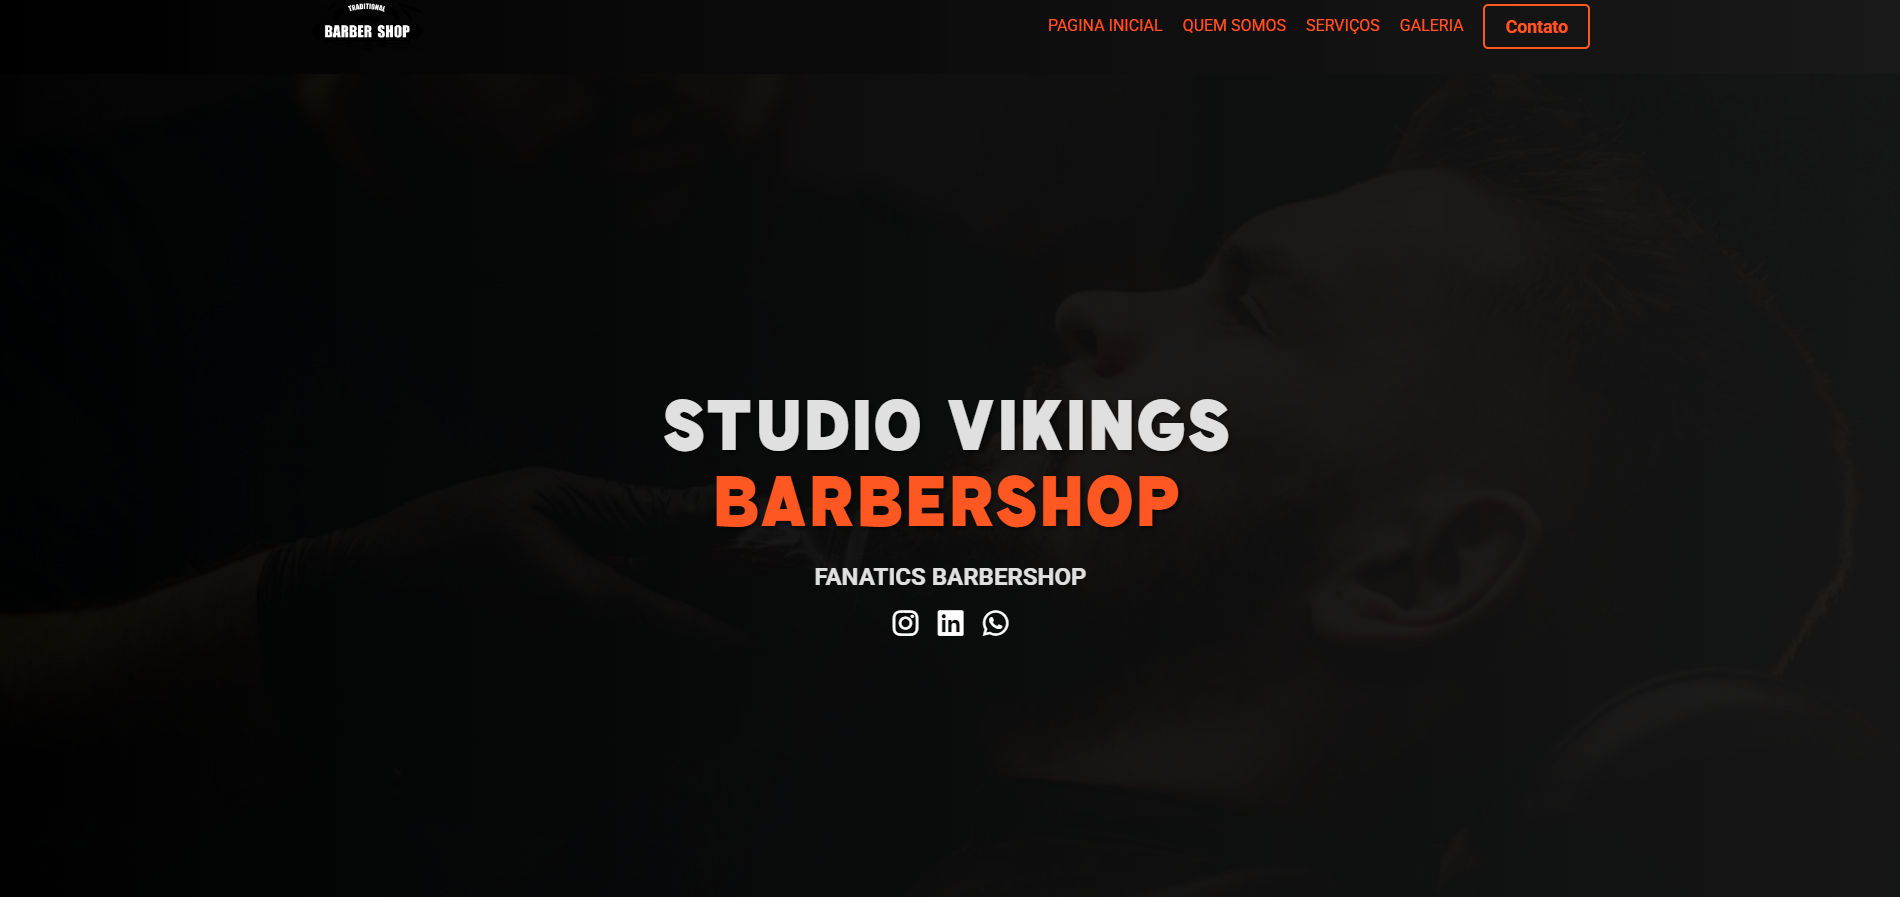 TRADITIONAL
BARBER SHOP
PAGINA INICIAL QUEM SOMOS SERVIÇOS GALERIA Contato
STUDIO VIKINGS
BARBERSHOP
FANATICS BARBERSHOP